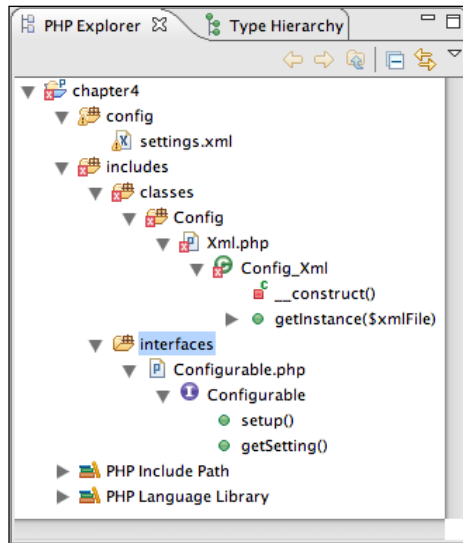 PHP Explorer Type Hierarchy
chapter4
config
settings.xml
includes
classes
Config
Xml.php
Config_Xml
__construct()
getInstance($xmlFile)
interfaces
Configurable.php
Configurable
setup()
getSetting()
PHP Include Path
PHP Language Library